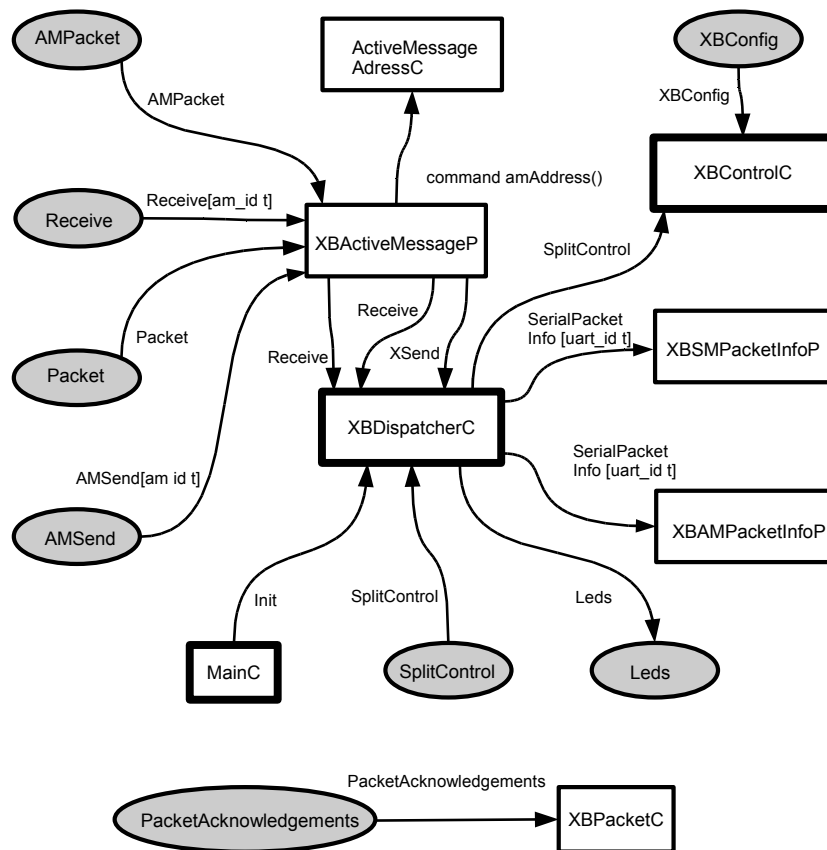 AMPacket
ActiveMessage
AdressC
XBConfig
AMPacket
XBConfig
XBControlC
command amAddress()
Receive[am_id t]
Receive
XBActiveMessageP
SplitControl
Packet
Receive
SerialPacket
Info [uart_id t]
Receive
XSend
XBSMPacketInfoP
Packet
XBDispatcherC
SerialPacket
Info [uart_id t]
AMSend[am id t]
AMSend
XBAMPacketInfoP
Init
SplitControl
Leds
MainC
SplitControl
Leds
PacketAcknowledgements
PacketAcknowledgements
XBPacketC